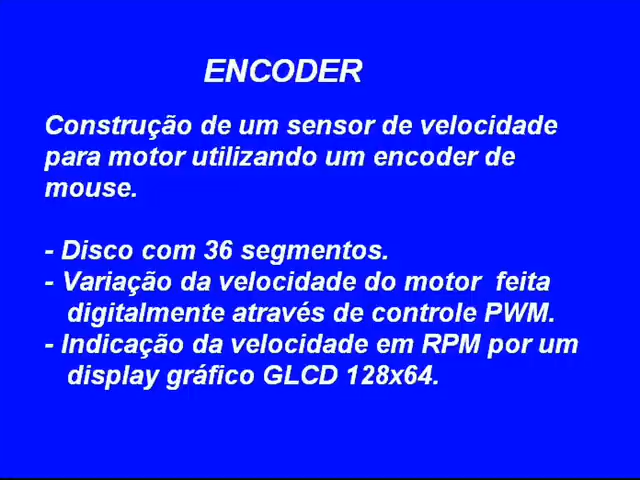 ENCODER
Construção de um sensor de velocidade
para motor utilizando um encoder de
mouse.
- Disco com 36 segmentos.
- Variação da velocidade do motor  feita
digitalmente através de controle PWM.
- Indicação da velocidade em RPM por um
display gráfico GLCD 128x64.